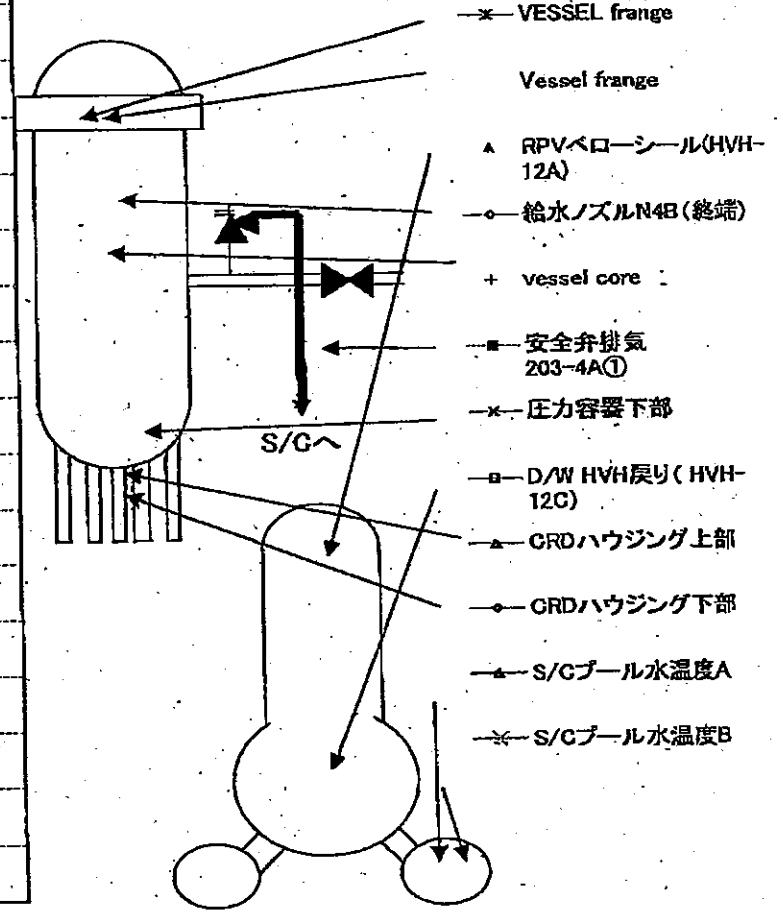 VESSEL frange
Vessel frange
RPVベローシール(HVH-
12A)
給水ノズルN4B(終端)
vessel core
安全弁排気
203-4A①
圧力容器下部
S/Cへ
D/W HVH戻り( HVH-
12C)
CRDハウジング上部
CRDハウジング下部
S/Cプール水温度A
S/Cプール水温度B